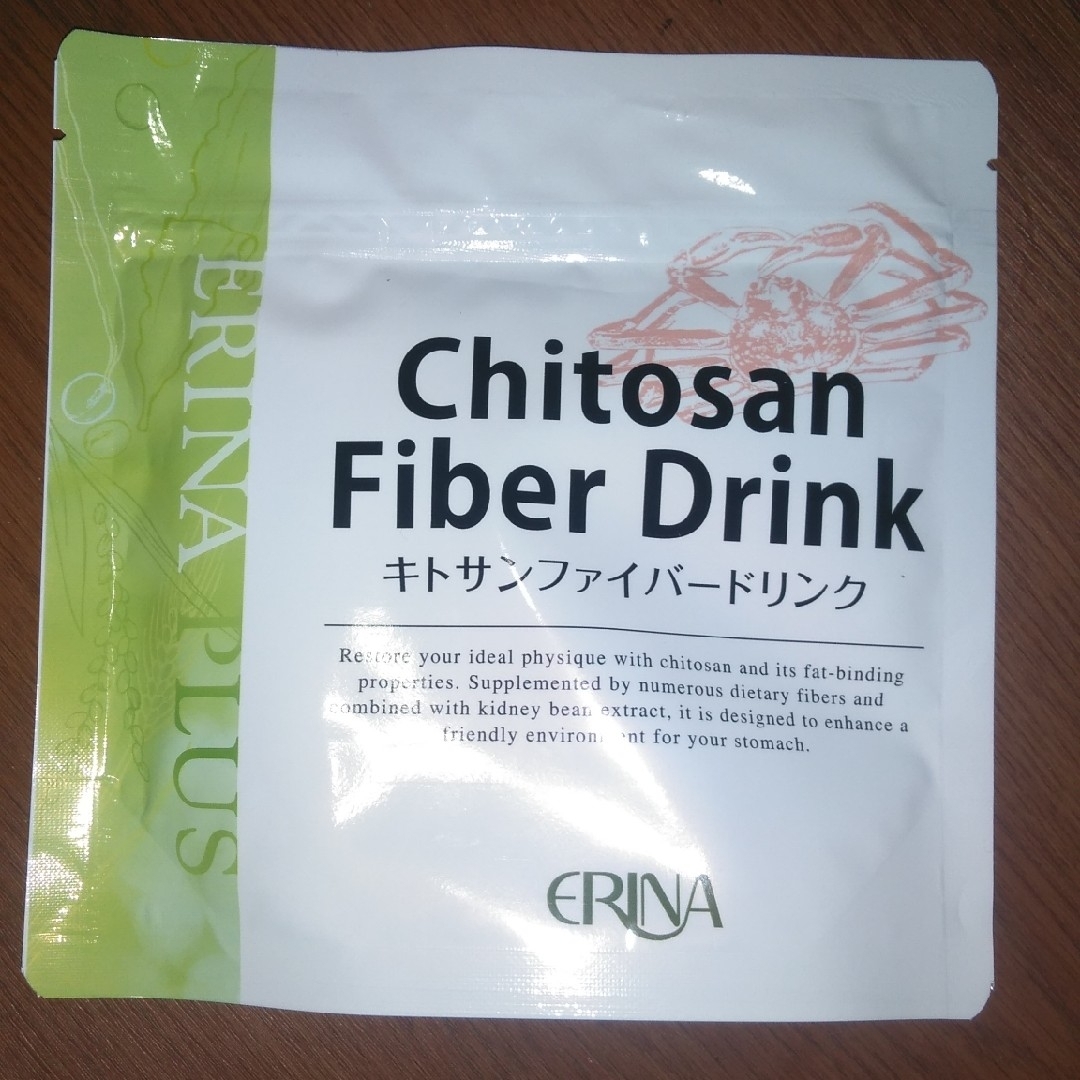 ERINA PLUS
Chitosan
Fiber Drink
キトサンファイバードリンク
Restore your ideal physique with chitosan and its fat-binding
properties. Supplemented by numerous dietary fibers and
combined with kidney bean extract, it is designed to enhance a
friendly environment for your stomach.
ERINA